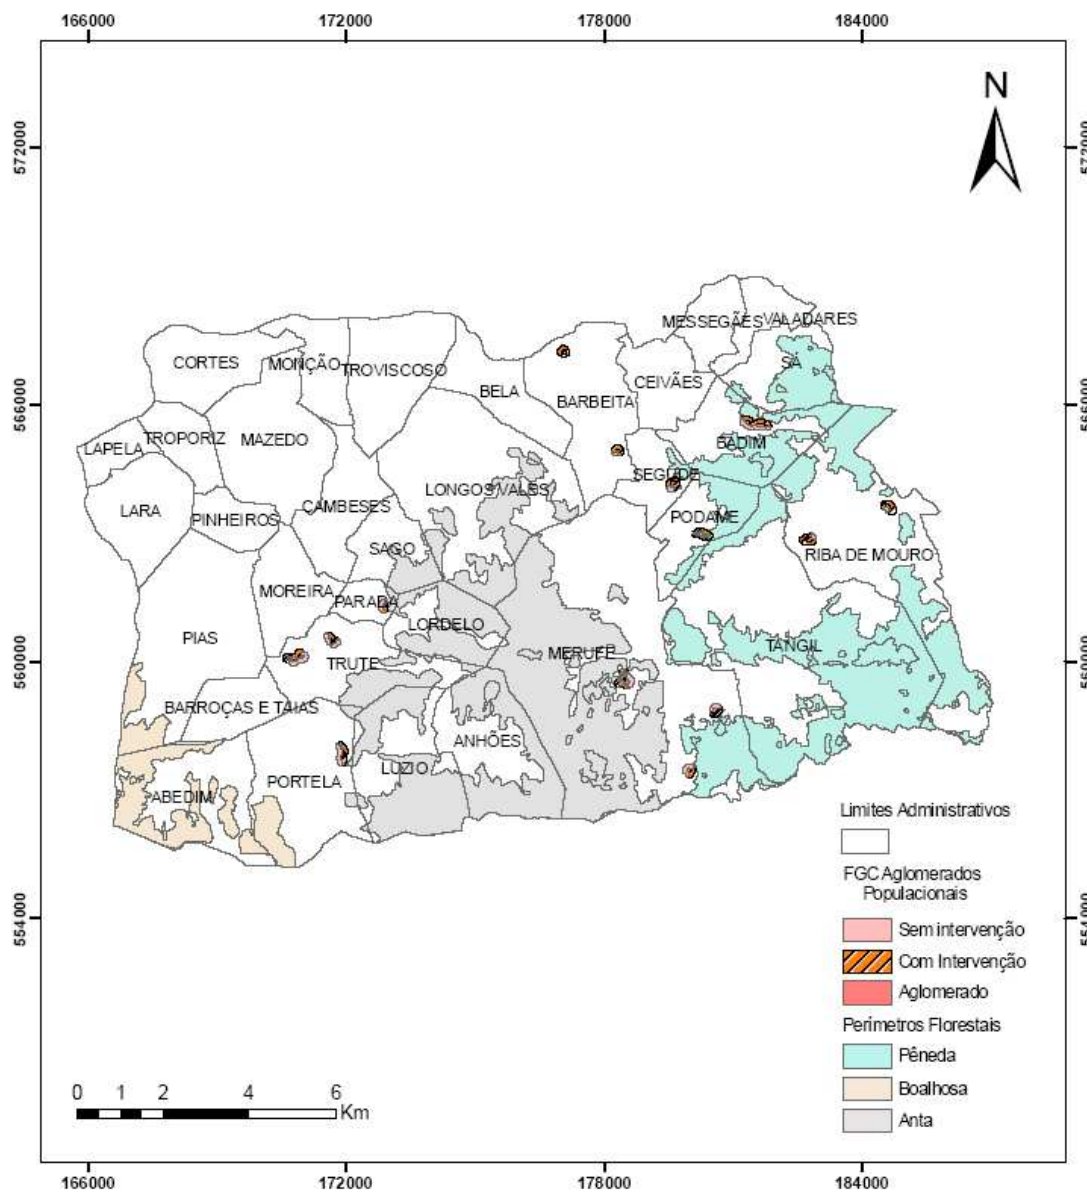 166000 172000 178000 184000
N
572000 572000
MESSEGÃES VALADARES
CORTES MONÇÃO TROVISCOSO SÁ
BELA BARBEITA CEIVÃES
566000 566000
LAPELA TROPORIZ MAZEDO BADIM
SEGUDE
LONGOS VALES
LARA PINHEIROS CAMBESES PODAME
SAGO RIBA DE MOURO
MOREIRA PARADA
LORDELO
PIAS TANGIL
TRUTE MERUFE
560000 560000
BARROÇAS E TAIAS
ANHÕES
PORTELA LUZIO
ABEDIM
Limites Administrativos
FGC Aglomerados
Populacionais
554000 554000
Sem intervenção
Com Intervenção
Aglomerado
Perímetros Florestais
Pêneda
Boalhosa
Anta
0 1 2 4 6
Km
166000 172000 178000 184000